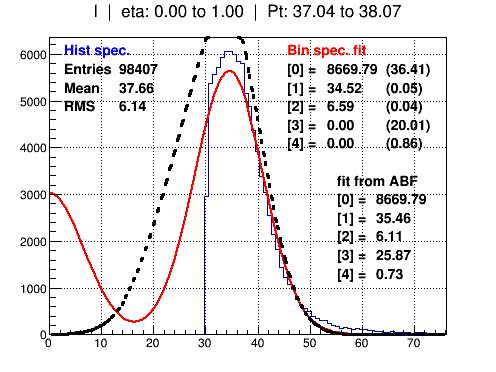 I | eta: 0.00 to 1.00 | Pt: 37.04 to 38.07
Hist spec.
Entries 98407
Mean 37.66
RMS 6.14
Bin spec. fit
[0] = 8669.79 (36.41)
[1] = 34.52 (0.05)
[2] = 6.59 (0.04)
[3] = 0.00 (20.01)
[4] = 0.00 (0.86)
fit from ABF
[0] = 8669.79
[1] = 35.46
[2] = 6.11
[3] = 25.87
[4] = 0.73
6000
5000
4000
3000
2000
1000
0
0 10 20 30 40 50 60 70